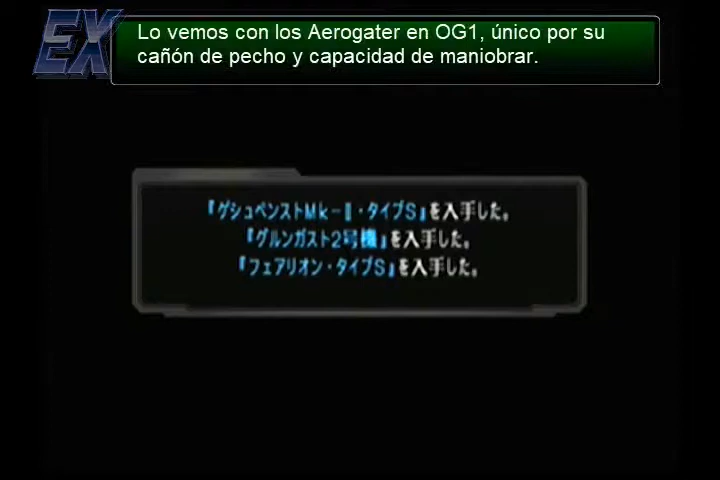 EX
Lo vemos con los Aerogater en OG1, único por su
cañón de pecho y capacidad de maniobrar.
『ゲシュペンストMk-Ⅱ・タイプS』を入手した。
『グルンガスト2号機』を入手した。
『フェアリオン・タイプS』を入手した。